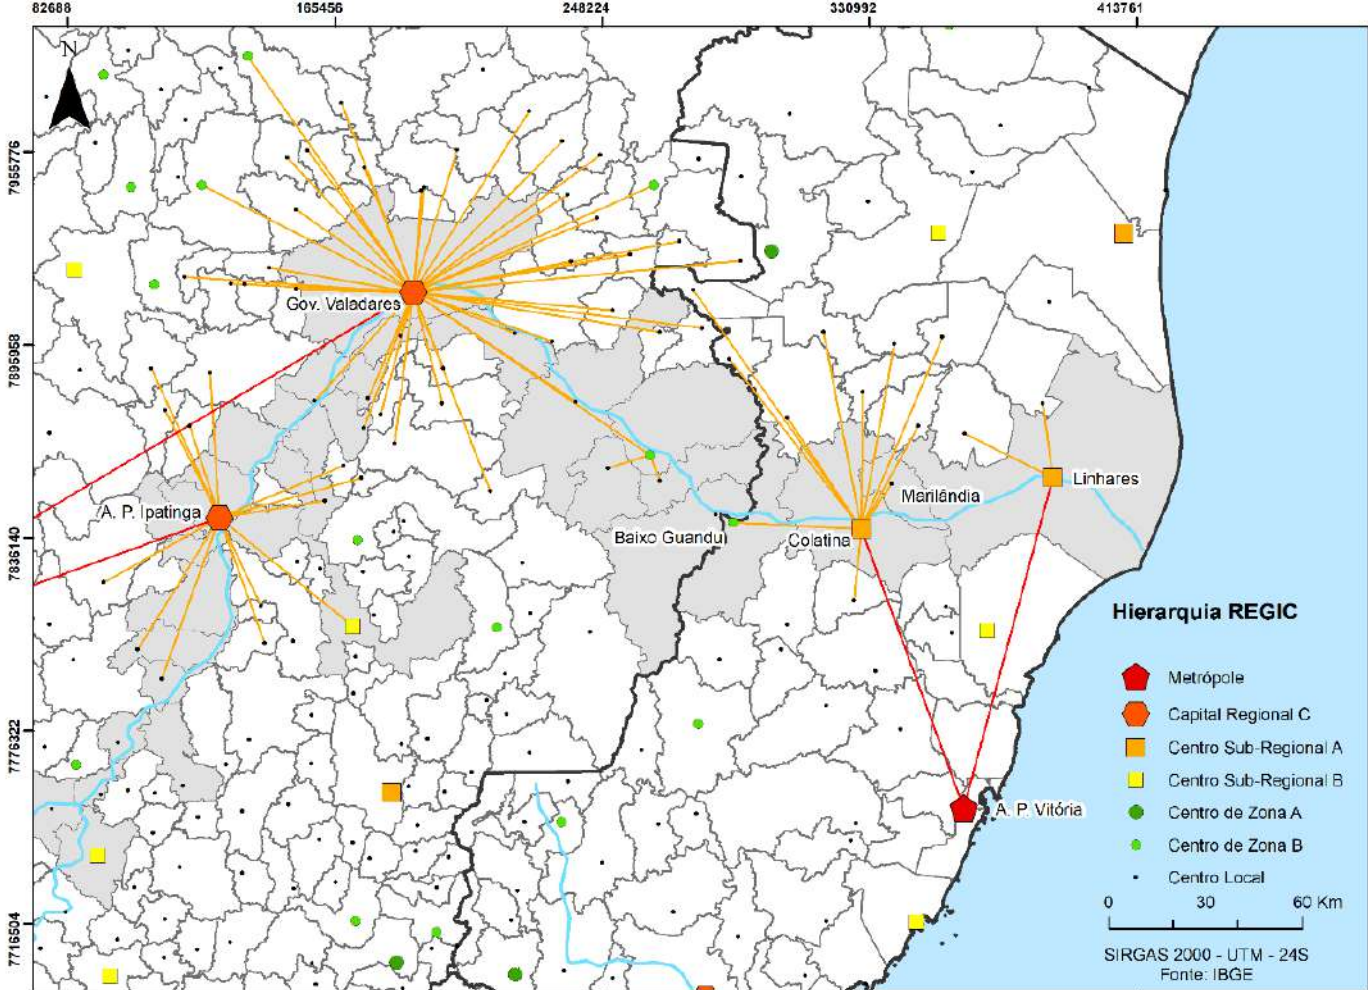 82688 165456 248224 330992 413761
N
7955776
7895958
7836140
7776322
7716504
Gov. Valadares
A. P. Ipatinga
Linhares
Marilândia
Baixo Guandu
Colatina
A. P. Vitória
Hierarquia REGIC
Metrópole
Capital Regional C
Centro Sub-Regional A
Centro Sub-Regional B
Centro de Zona A
Centro de Zona B
Centro Local
0 30 60 Km
SIRGAS 2000 - UTM - 24S
Fonte: IBGE